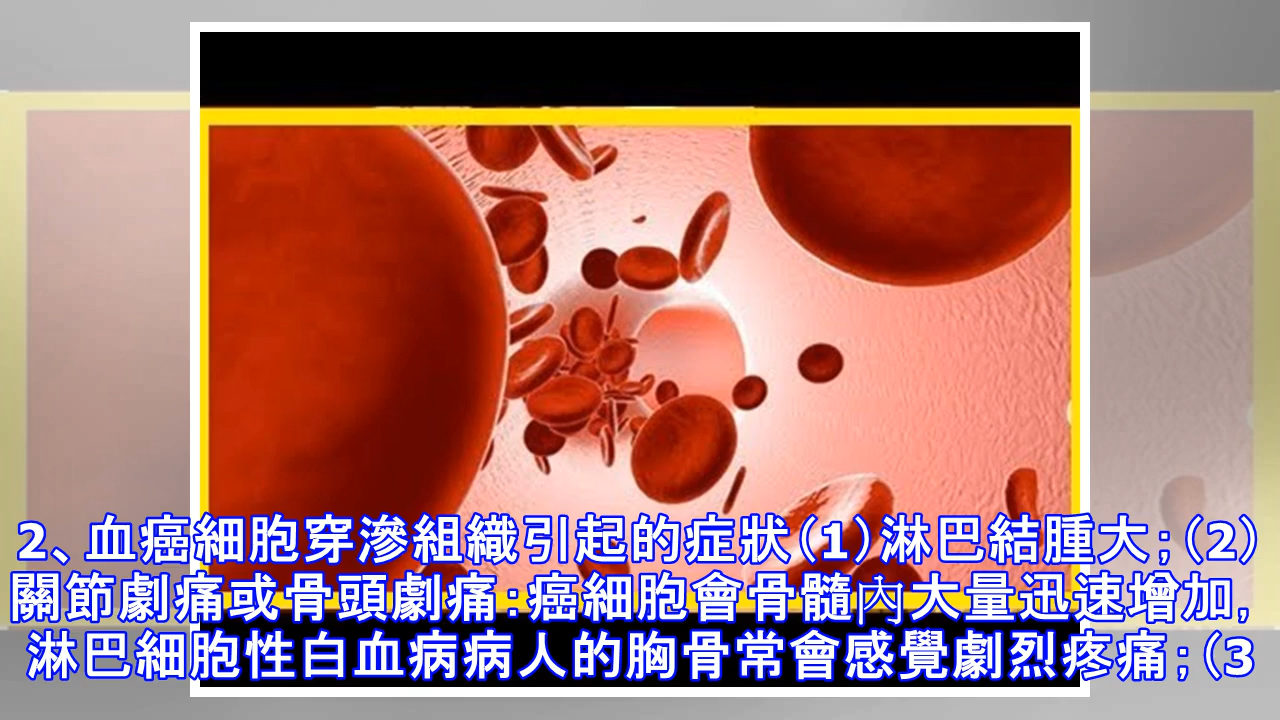 2、血癌細胞穿滲組織引起的症狀(1)淋巴結腫大;(2)
關節劇痛或骨頭劇痛:癌細胞會骨髓內大量迅速增加,
淋巴細胞性白血病病人的胸骨常會感覺劇烈疼痛;(3